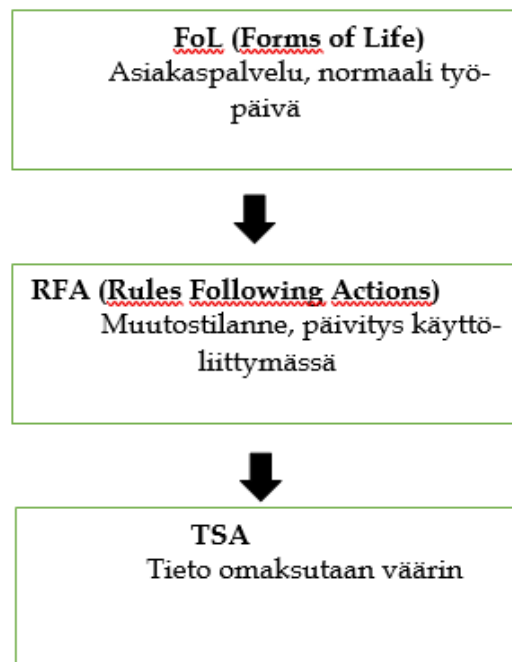 FoL (Forms of Life)
Asiakaspalvelu, normaali työ-
päivä
RFA (Rules Following Actions)
Muutostilanne, päivitys käyttö-
liittymässä
TSA
Tieto omaksutaan väärin